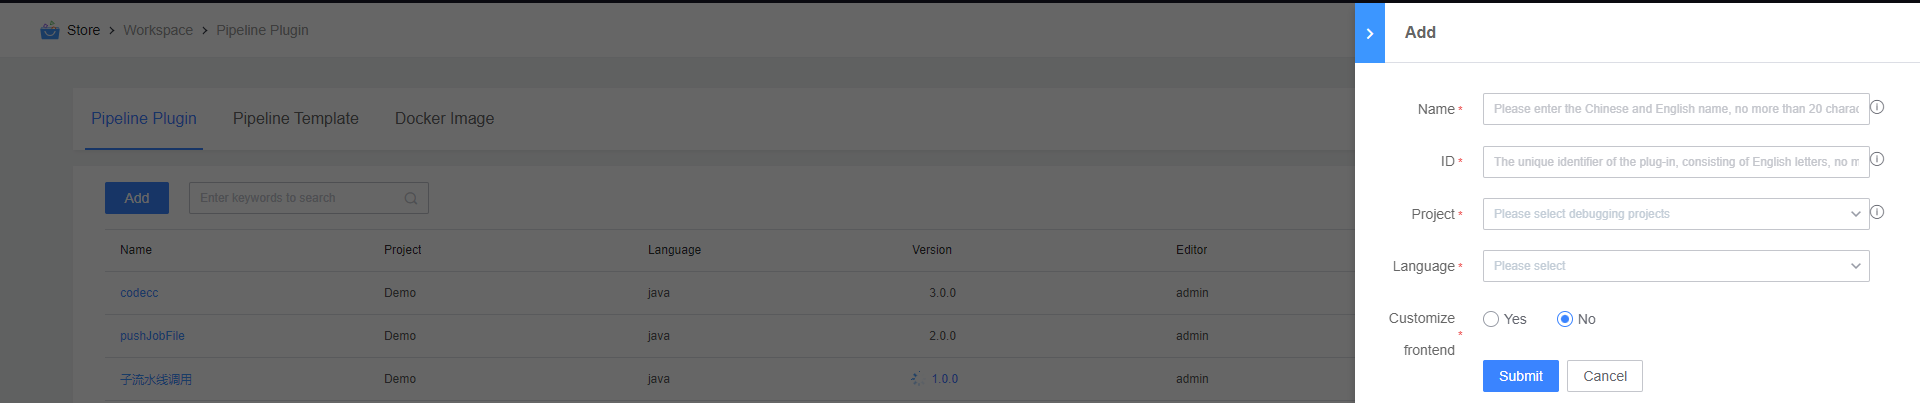 Store > Workspace > Pipeline Plugin
Pipeline Plugin Pipeline Template Docker Image
Add Enter keywords to search
Name Project Language Version Editor
codecc Demo java 3.0.0 admin
pushJobFile Demo java 2.0.0 admin
子流水线调用 Demo java 1.0.0 admin
Add
Name * Please enter the Chinese and English name, no more than 20 charac
ID * The unique identifier of the plug-in, consisting of English letters, no m
Project * Please select debugging projects
Language * Please select
Customize frontend * Yes No
Submit Cancel